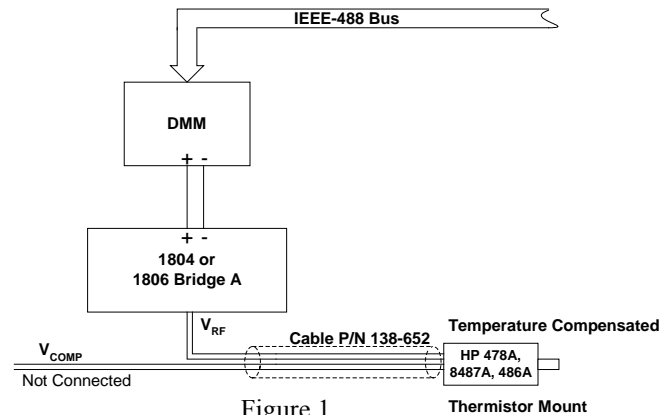 IEEE-488 Bus
DMM
+ -
+ -
1804 or
1806 Bridge A
VRF
Cable P/N 138-652
Temperature Compensated
VCOMP
HP 478A,
8487A, 486A
Not Connected
Figure 1
Thermistor Mount